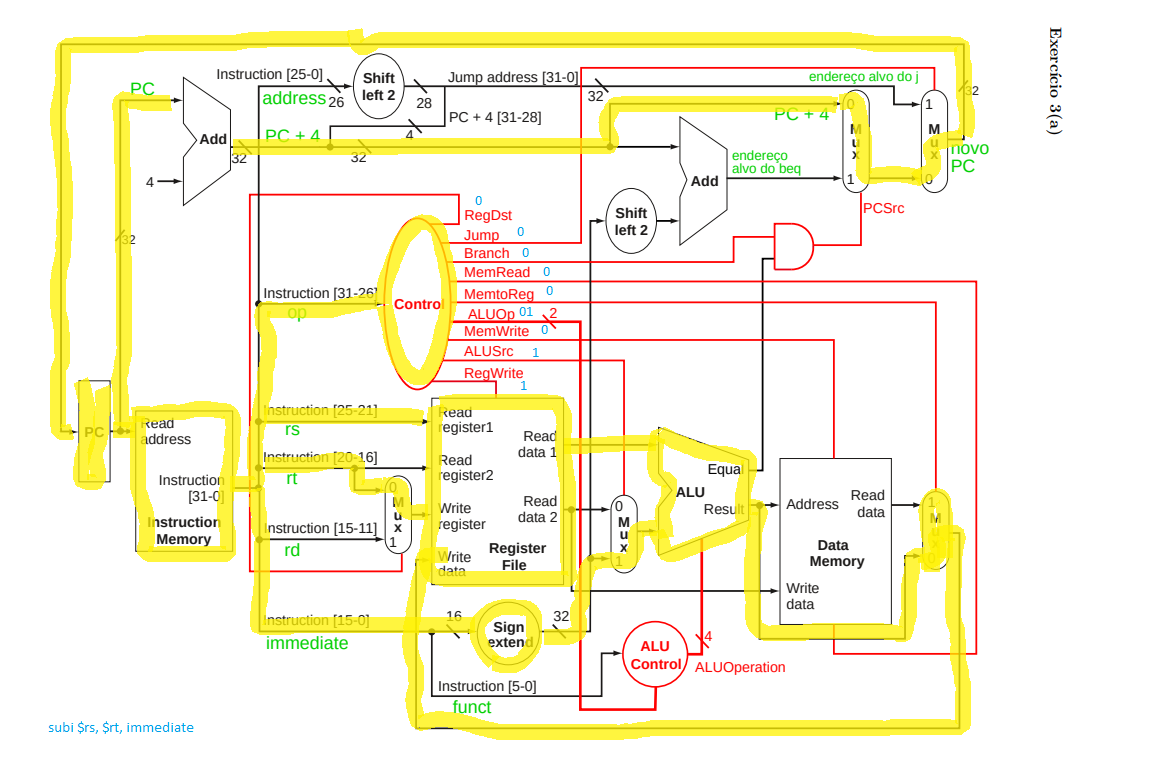 Exercício 3(a)
Instruction [25-0]
address
26
Shift
left 2
28
Jump address [31-0]
32
endereço alvo do j
32
PC
Add
PC + 4
32
4
PC + 4 [31-28]
4
32
PC + 4
0
M
u
x
1
1
M
u
x
0
novo
PC
32
endereço
alvo do beq
Add
Shift
left 2
PCSrc
0
RegDst
Jump 0
Branch 0
MemRead 0
MemtoReg 0
ALUOp 01 2
MemWrite 0
ALUSrc 1
RegWrite
1
Instruction [31-26]
op
Control
PC
Read
address
Instruction
[31-0]
Instruction
Memory
Instruction [25-21]
rs
Instruction [20-16]
rt
Instruction [15-11]
rd
0
M
u
x
1
Read
register1
Read
register2
Write
register
Write
data
Read
data 1
Read
data 2
Register
File
0
M
u
x
1
Equal
ALU
Result
Address
Read
data
Data
Memory
Write
data
1
M
u
x
0
Instruction [15-0]
immediate
16
Sign
extend
32
ALU
Control
4
ALUOperation
Instruction [5-0]
funct
subi $rs, $rt, immediate